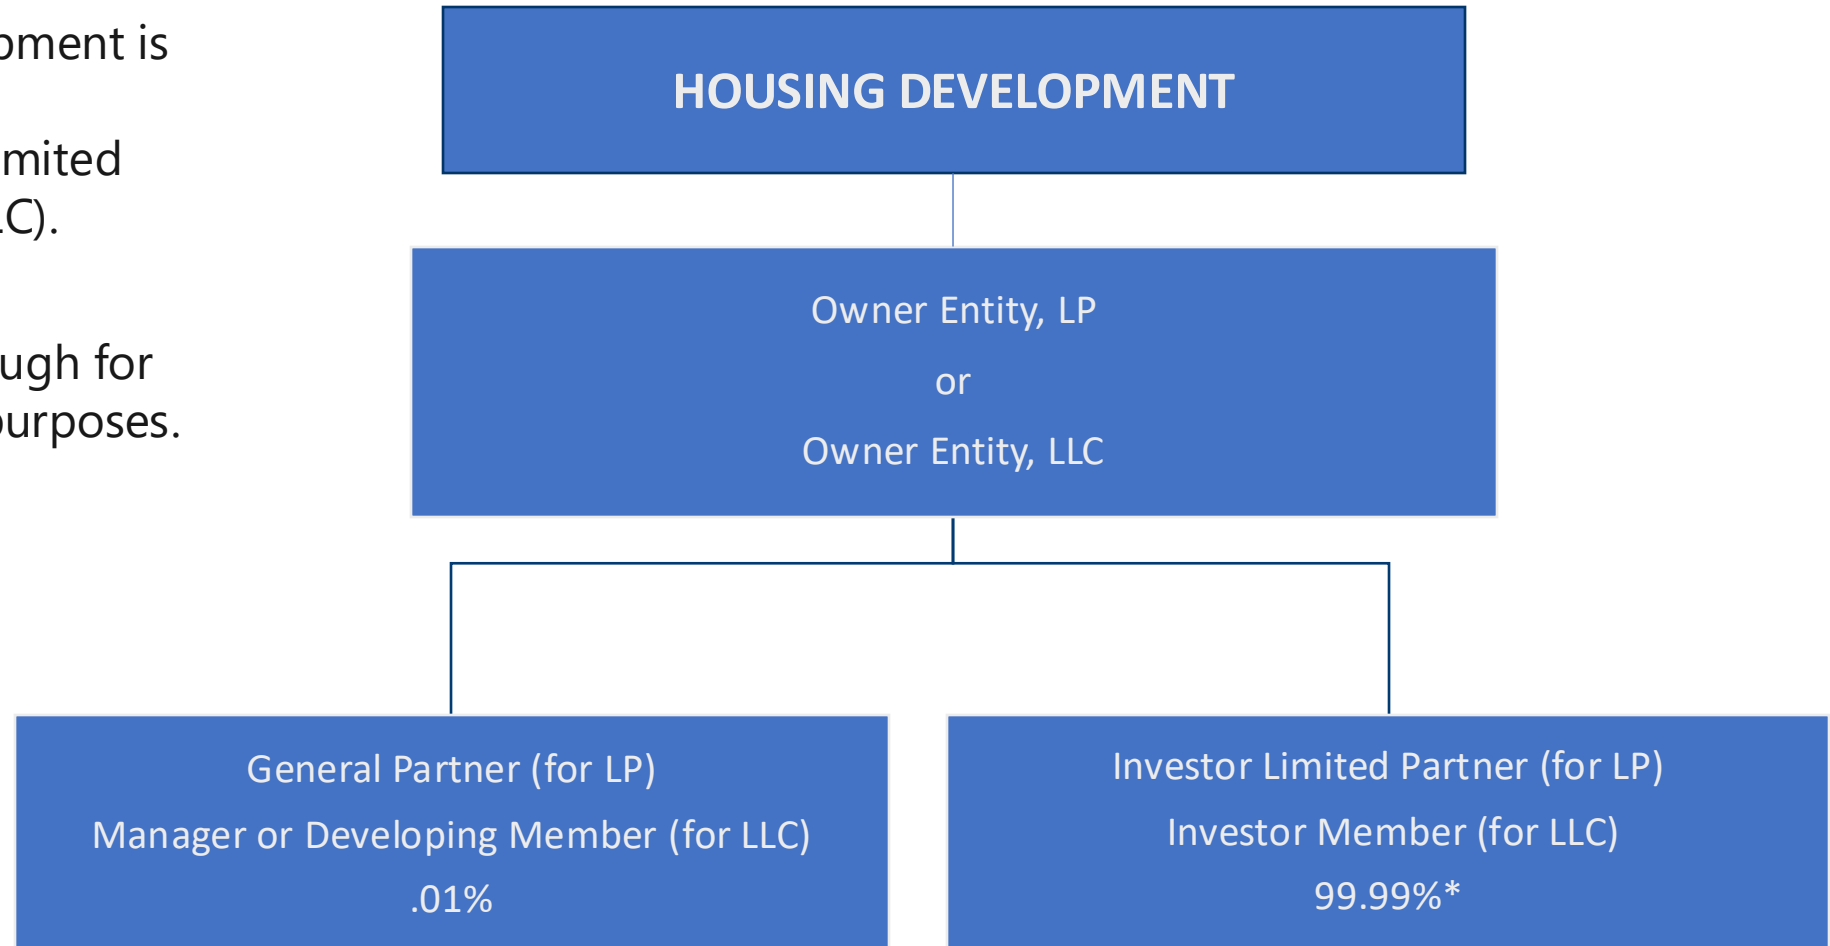 pment is
mited
LC).
ugh for
purposes.
HOUSING DEVELOPMENT
Owner Entity, LP
or
Owner Entity, LLC
General Partner (for LP)
Manager or Developing Member (for LLC)
.01%
Investor Limited Partner (for LP)
Investor Member (for LLC)
99.99%*